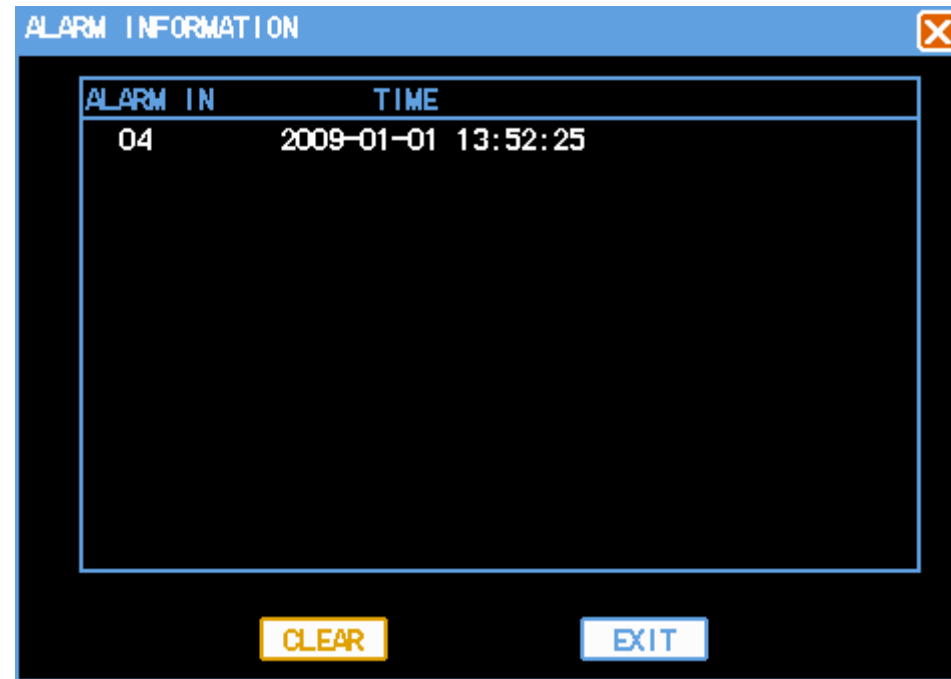 ALARM INFORMATION
ALARM IN TIME
04 2009-01-01 13:52:25
CLEAR EXIT